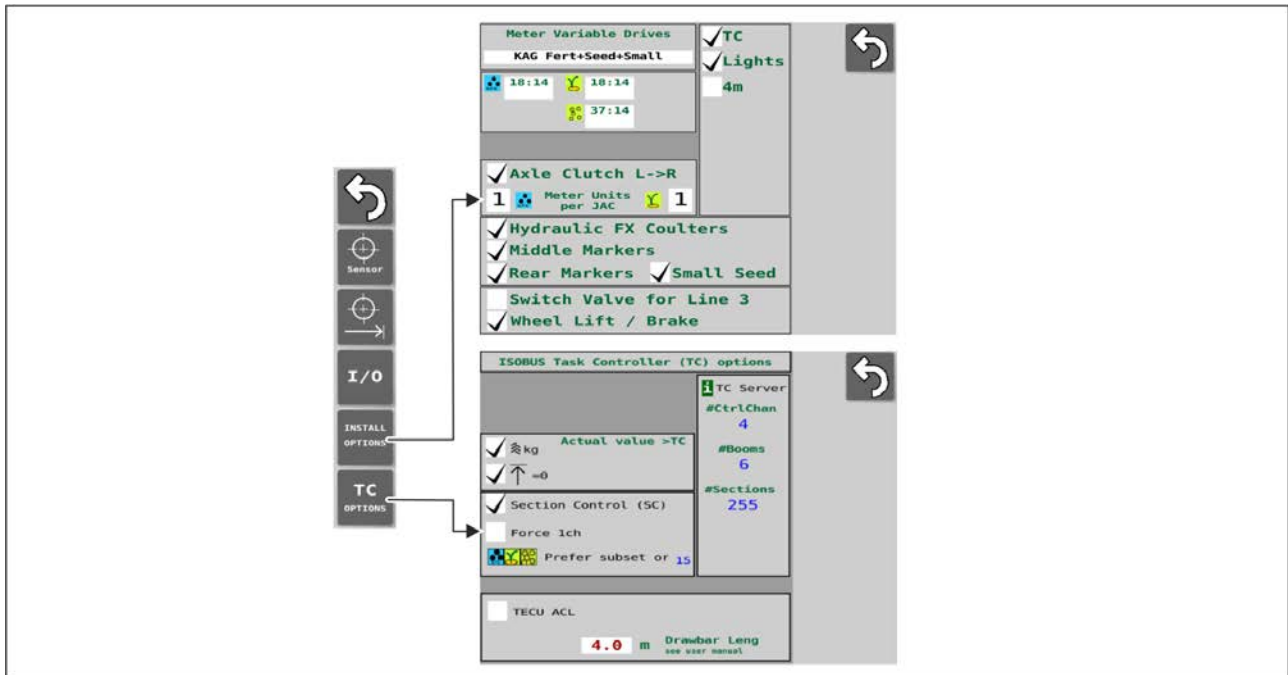 Sensor
I/O
INSTALL
OPTIONS
TC
OPTIONS
Meter Variable Drives
KAG Fert+Seed+Small
18:14 18:14
37:14
Axle Clutch L->R
1 Meter Units 1
per JAC
Hydraulic FX Coulters
Middle Markers
Rear Markers Small Seed
Switch Valve for Line 3
Wheel Lift / Brake
TC
Lights
4m
ISOBUS Task Controller (TC) options
Actual value >TC
kg
=0
Section Control (SC)
Force 1ch
Prefer subset or 15
i TC Server
#CtrlChan
4
#Booms
6
#Sections
255
TECU ACL
4.0 m Drawbar Leng
see user manual